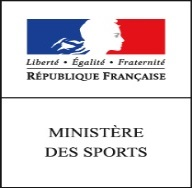 Liberté • Égalité • Fraternité
RÉPUBLIQUE FRANÇAISE
MINISTÈRE
DES SPORTS